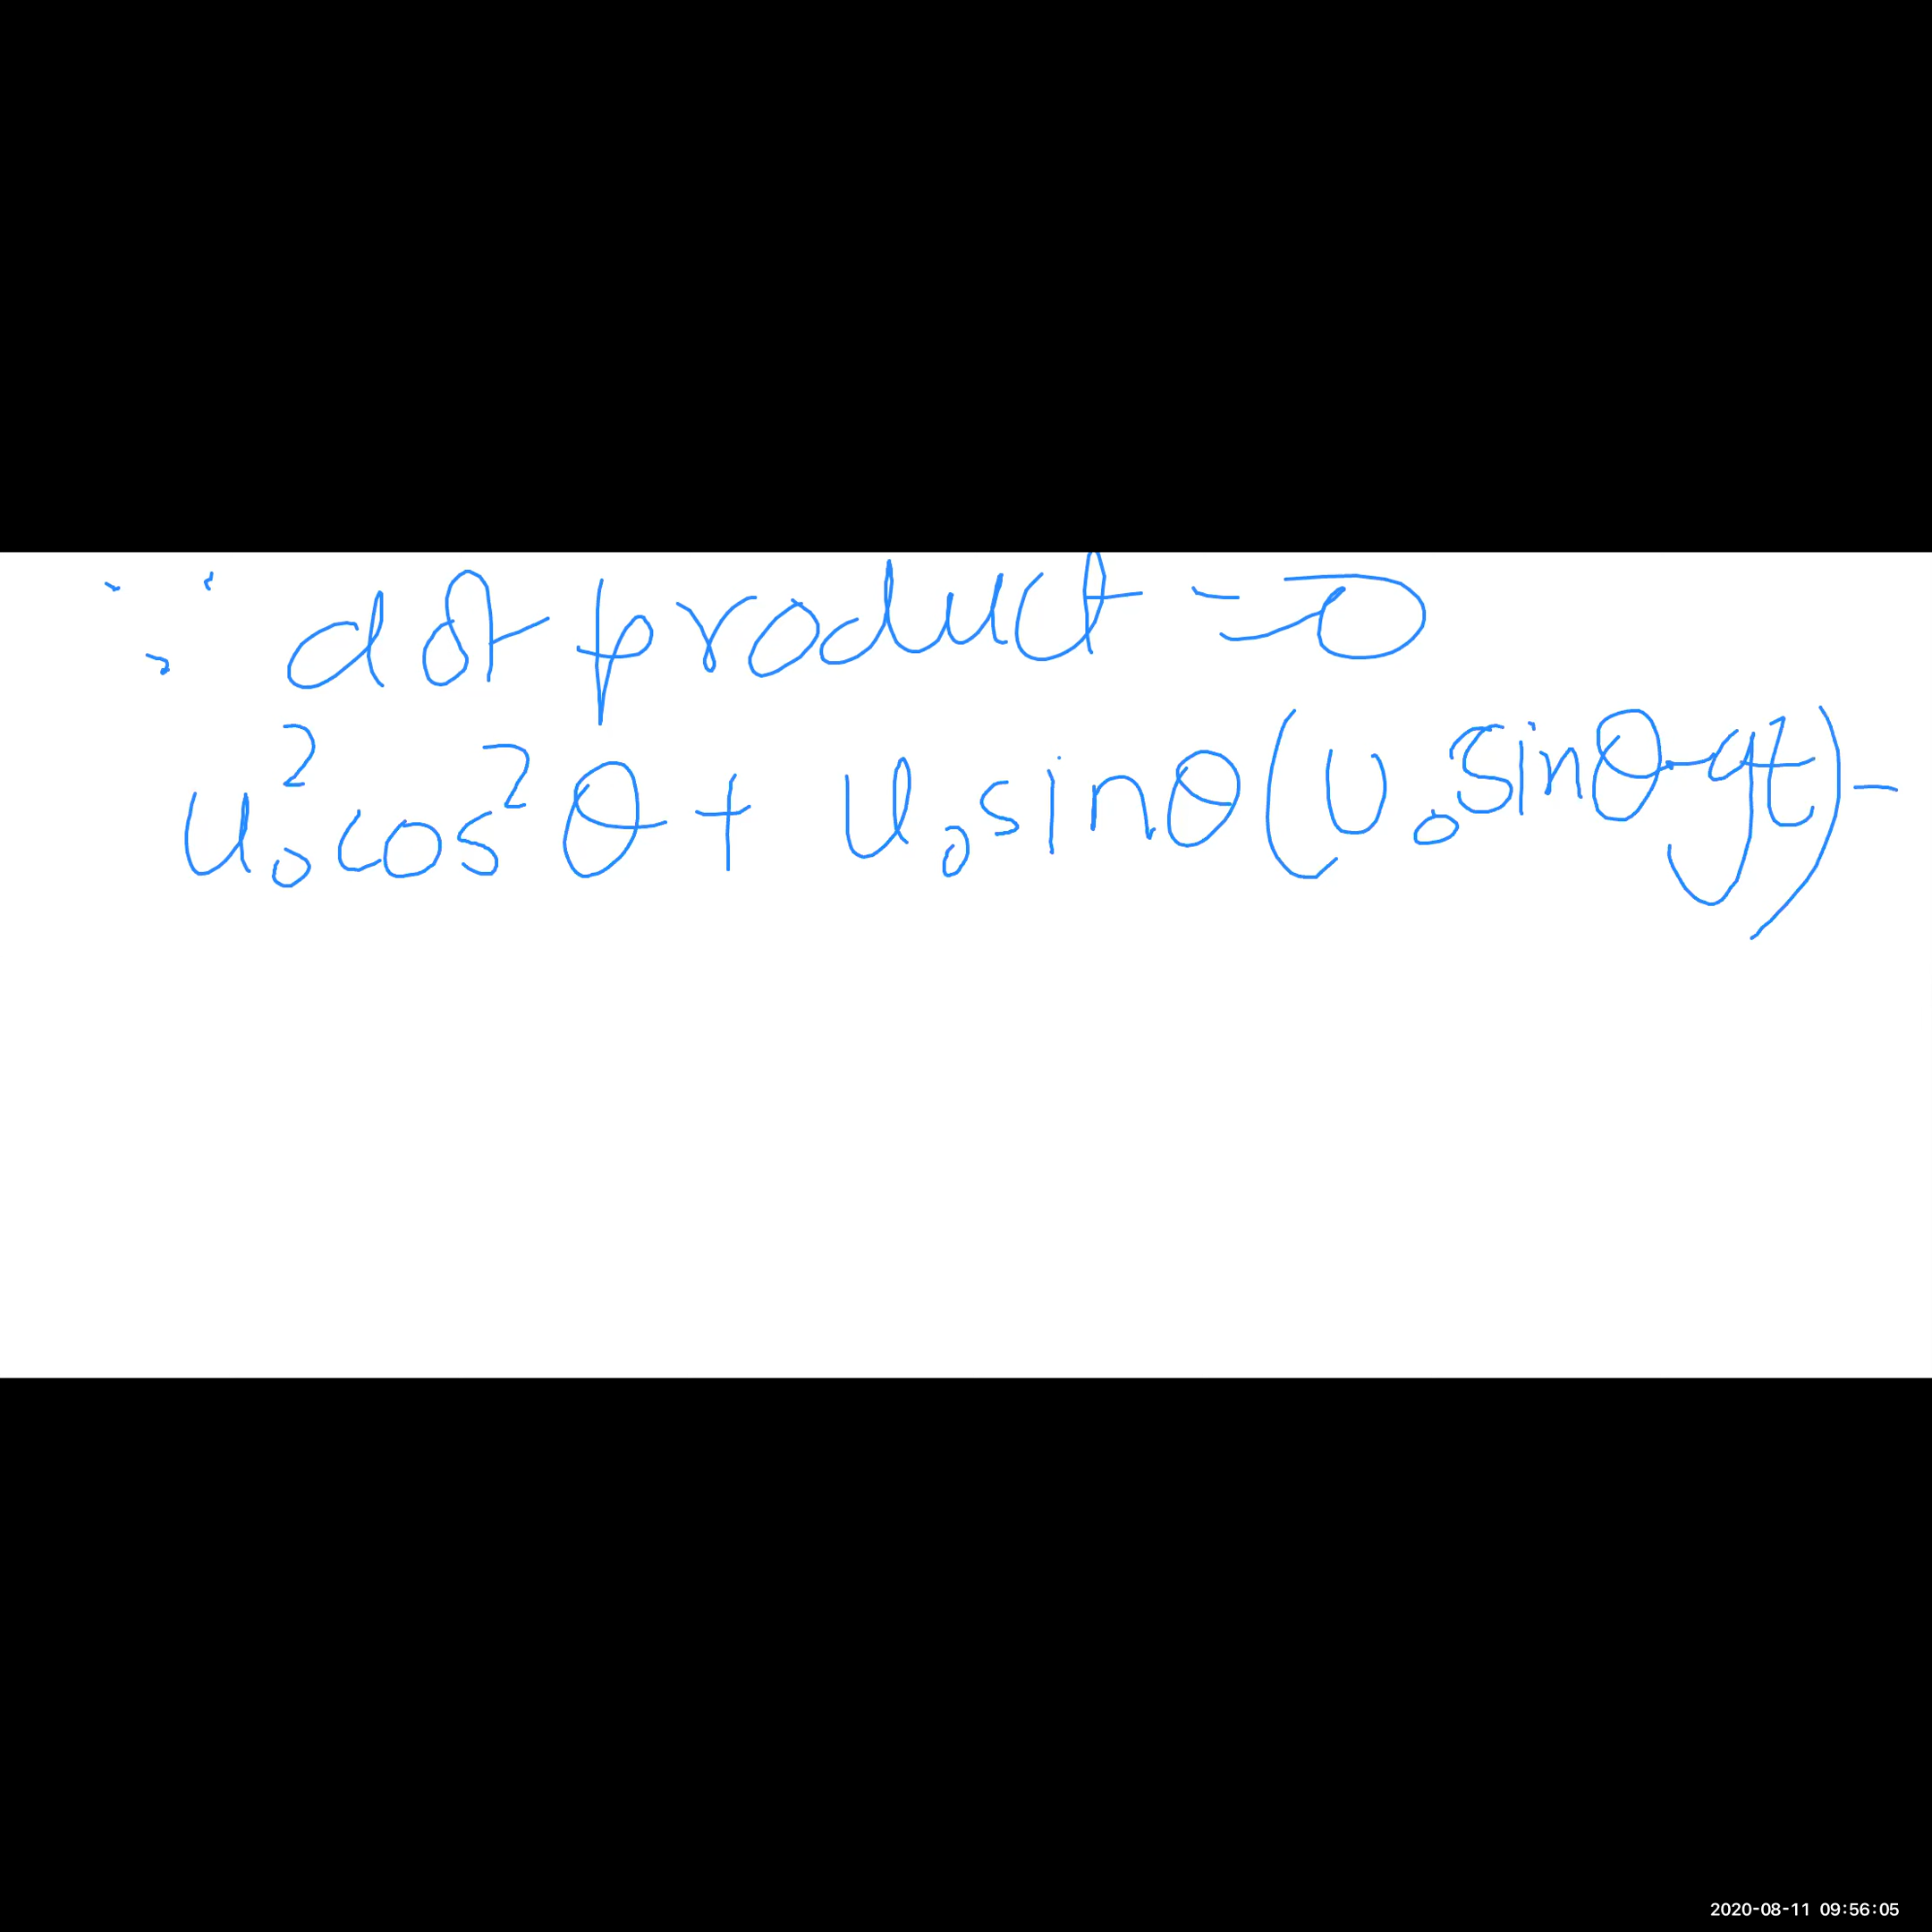 ∵ dot product = 0
u₀²cos²θ + u₀sinθ(u₀sinθ-gt) -
2020-08-11 09:56:05